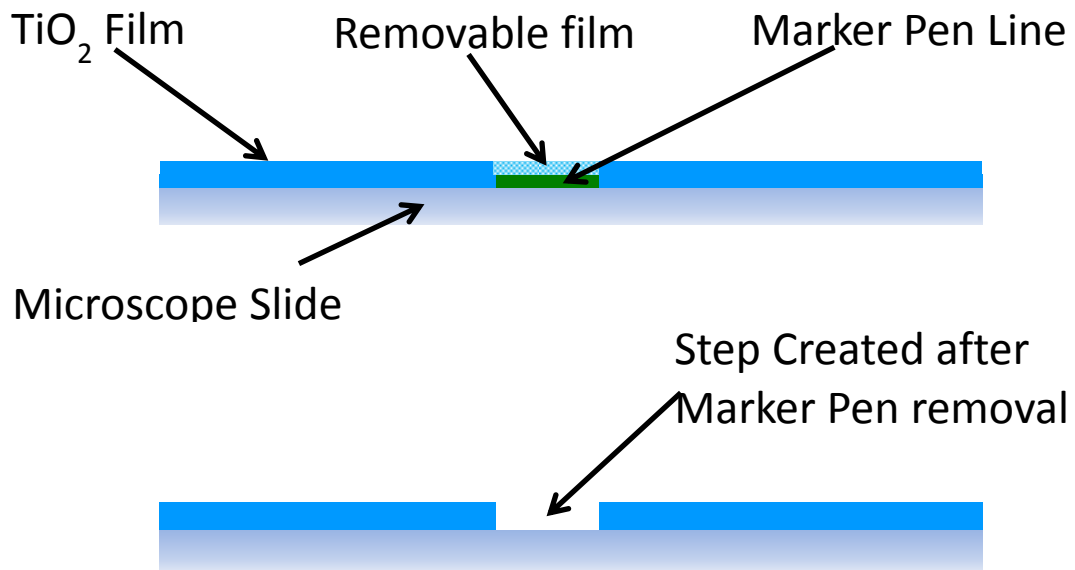 TiO₂ Film
Removable film
Marker Pen Line
Microscope Slide
Step Created after
Marker Pen removal